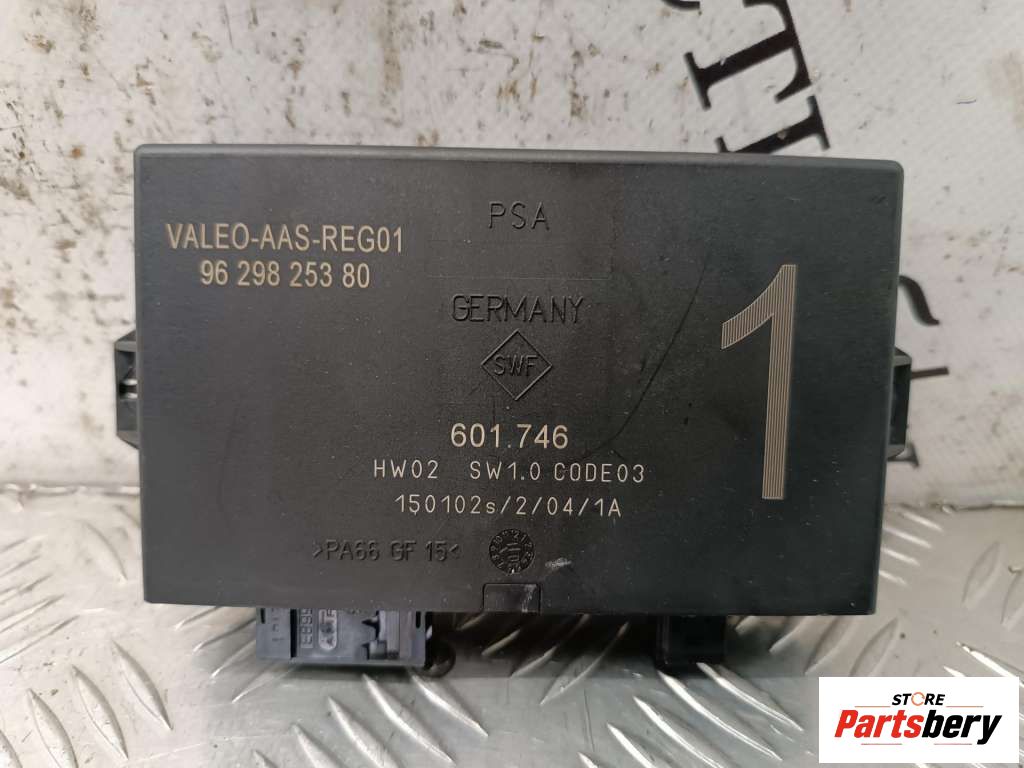 PSA
VALEO-AAS-REG01
96 298 253 80
GERMANY
SWF
1
601.746
HW02 SW1.0 CODE03
150102s/2/04/1A
>PA66 GF 15<
STORE
Partsbery